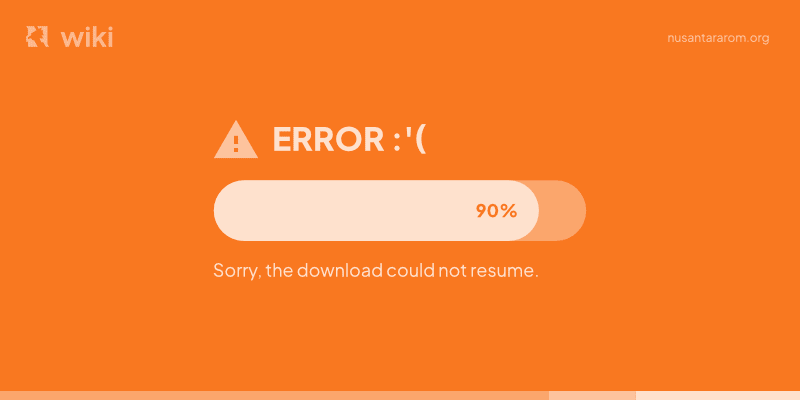 wiki
nusantararom.org
ERROR :'(
90%
Sorry, the download could not resume.